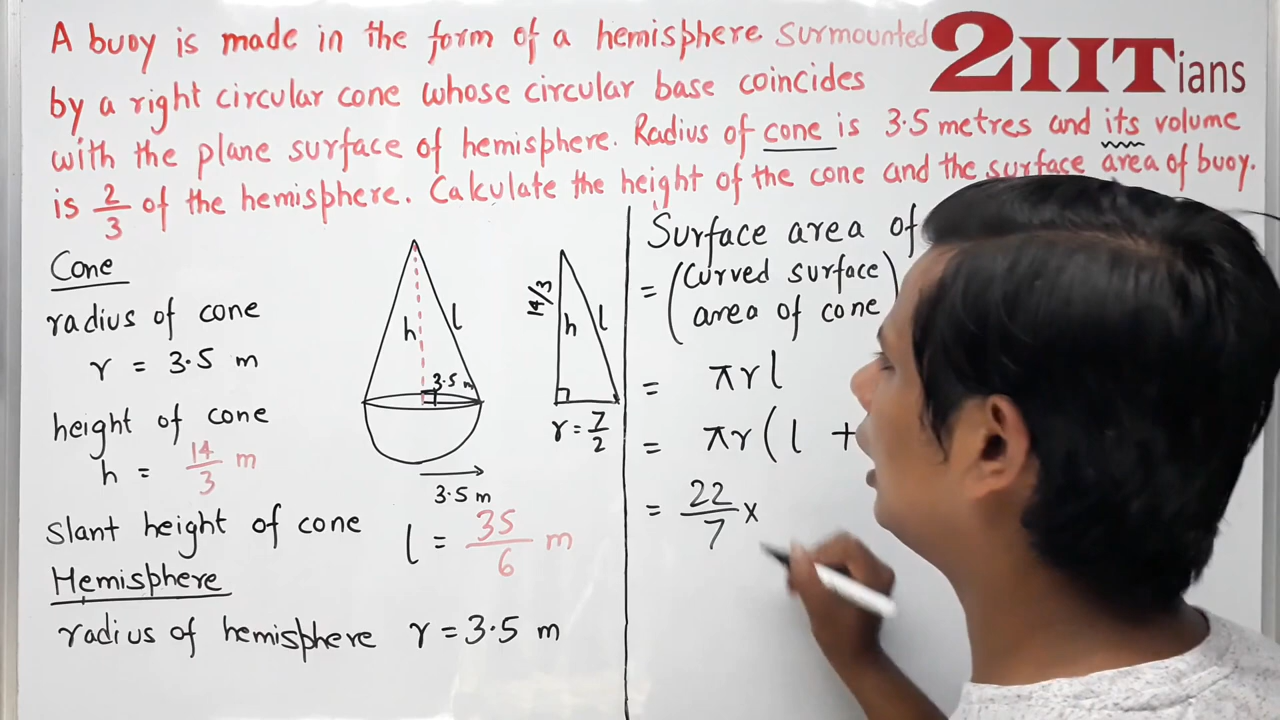 A buoy is made in the form of a hemisphere surmounted
by a right circular cone whose circular base coincides
with the plane surface of hemisphere. Radius of cone is 3.5 metres and its volume
is 2/3 of the hemisphere. Calculate the height of the cone and the surface area of buoy.
2IITians
Cone
radius of cone
r = 3.5 m
height of cone
h = 14/3 m
Slant height of cone l = 35/6 m
Hemisphere
radius of hemisphere r = 3.5 m
h
l
3.5 m
3.5 m
14/3
h
l
r = 7/2
Surface area of
= (Curved surface
area of cone)
= πrl
= πr(l +
= 22/7 ×